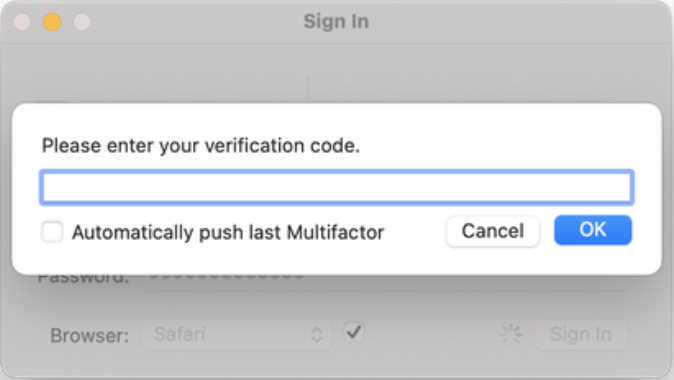 Sign In
Please enter your verification code.
Automatically push last Multifactor Cancel OK
Password:
Browser: Safari Sign In